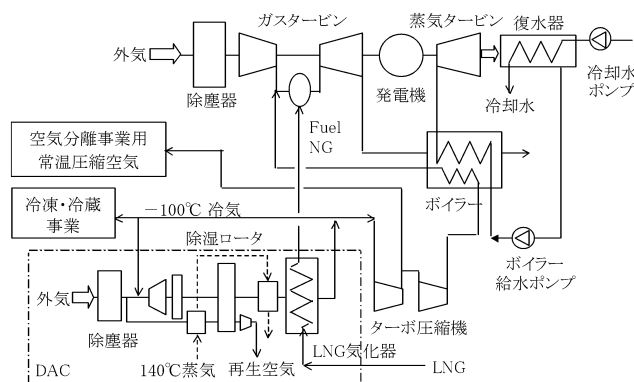 ガスタービン
蒸気タービン
復水器
外気
除塵器
発電機
冷却水
冷却水
ポンプ
Fuel
NG
空気分離事業用
常温圧縮空気
ボイラー
冷凍・冷蔵
事業
−100℃ 冷気
除湿ロータ
ボイラー
給水ポンプ
外気
除塵器
ターボ圧縮機
LNG気化器
DAC
140℃蒸気
再生空気
LNG